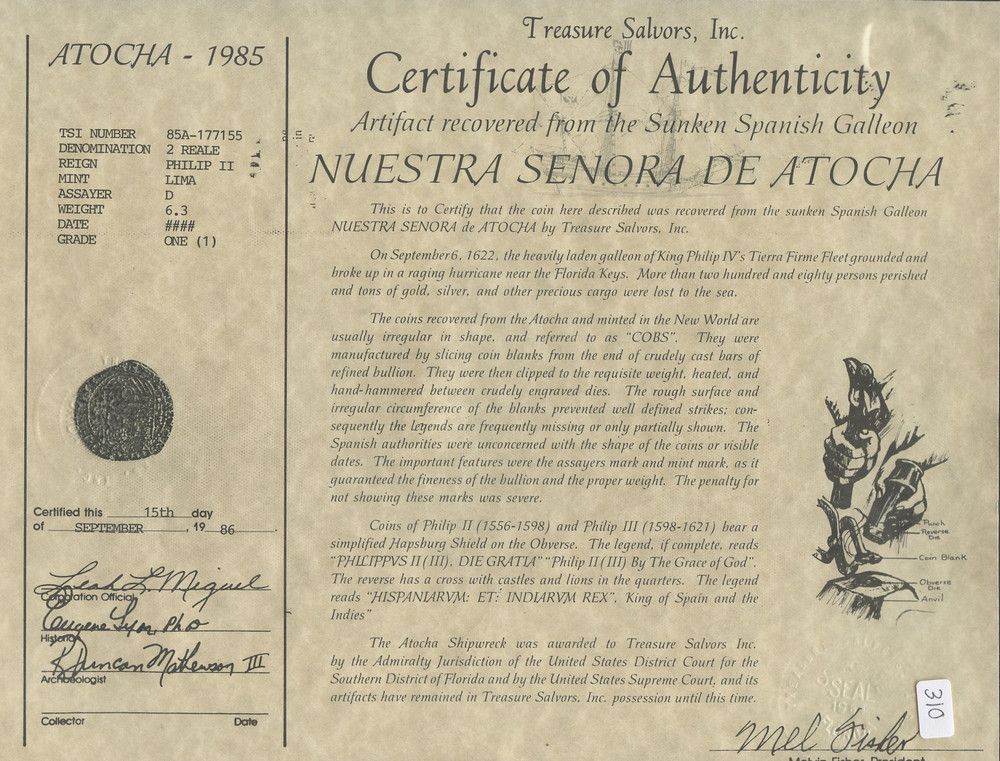 ATOCHA - 1985
TSI NUMBER 85A-177155
DENOMINATION 2 REALE
REIGN PHILIP II
MINT LIMA
ASSAYER D
WEIGHT 6.3
DATE ####
GRADE ONE (1)
Certified this 15th day
of SEPTEMBER, 19 86.
Leah L Miguel
Corporation Official
Eugene Lyon PhD
Historian
R Duncan Mathewson III
Archeologist
Collector Date
Treasure Salvors, Inc.
Certificate of Authenticity
Artifact recovered from the Sunken Spanish Galleon
NUESTRA SENORA DE ATOCHA
This is to Certify that the coin here described was recovered from the sunken Spanish Galleon
NUESTRA SENORA de ATOCHA by Treasure Salvors, Inc.
On September 6, 1622, the heavily laden galleon of King Philip IV's Tierra Firme Fleet grounded and
broke up in a raging hurricane near the Florida Keys. More than two hundred and eighty persons perished
and tons of gold, silver, and other precious cargo were lost to the sea.
The coins recovered from the Atocha and minted in the New World are
usually irregular in shape, and referred to as "COBS". They were
manufactured by slicing coin blanks from the end of crudely cast bars of
refined bullion. They were then clipped to the requisite weight, heated, and
hand-hammered between crudely engraved dies. The rough surface and
irregular circumference of the blanks prevented well defined strikes; con-
sequently the legends are frequently missing or only partially shown. The
Spanish authorities were unconcerned with the shape of the coins or visible
dates. The important features were the assayers mark and mint mark, as it
guaranteed the fineness of the bullion and the proper weight. The penalty for
not showing these marks was severe.
Coins of Philip II (1556-1598) and Philip III (1598-1621) bear a
simplified Hapsburg Shield on the Obverse. The legend, if complete, reads
"PHILIPPVS II (III), DIE GRATIA" "Philip II (III) By The Grace of God".
The reverse has a cross with castles and lions in the quarters. The legend
reads "HISPANIARVM: ET: INDIARVM REX", King of Spain and the
Indies"
The Atocha Shipwreck was awarded to Treasure Salvors Inc.
by the Admiralty Jurisdiction of the United States District Court for the
Southern District of Florida and by the United States Supreme Court, and its
artifacts have remained in Treasure Salvors, Inc. possession until this time.
Punch
Reverse
Die
Coin Blank
Obverse
Die
Anvil
SEAL
310
Mel Fisher
Melvin Fisher, President